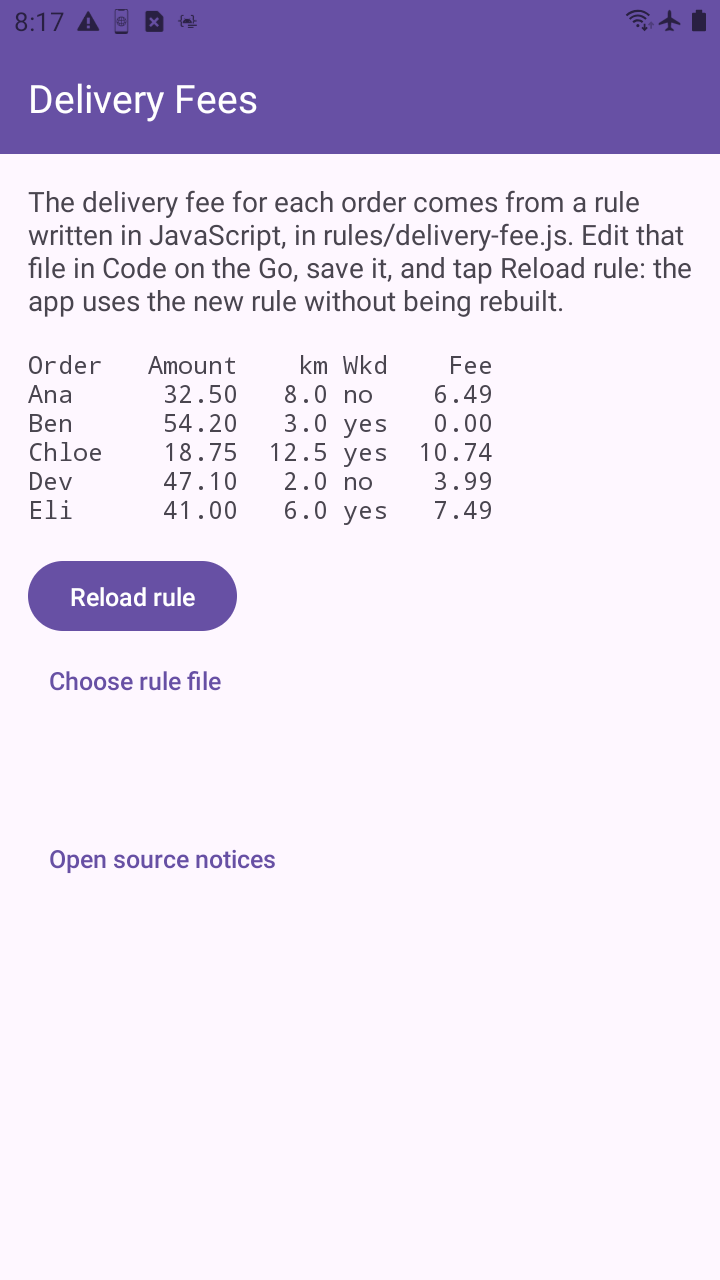 8:17
Delivery Fees
The delivery fee for each order comes from a rule
written in JavaScript, in rules/delivery-fee.js. Edit that
file in Code on the Go, save it, and tap Reload rule: the
app uses the new rule without being rebuilt.
Order   Amount      km Wkd    Fee
Ana      32.50   8.0 no    6.49
Ben      54.20   3.0 yes   0.00
Chloe    18.75  12.5 yes  10.74
Dev      47.10   2.0 no    3.99
Eli      41.00   6.0 yes   7.49
Reload rule
Choose rule file
Open source notices